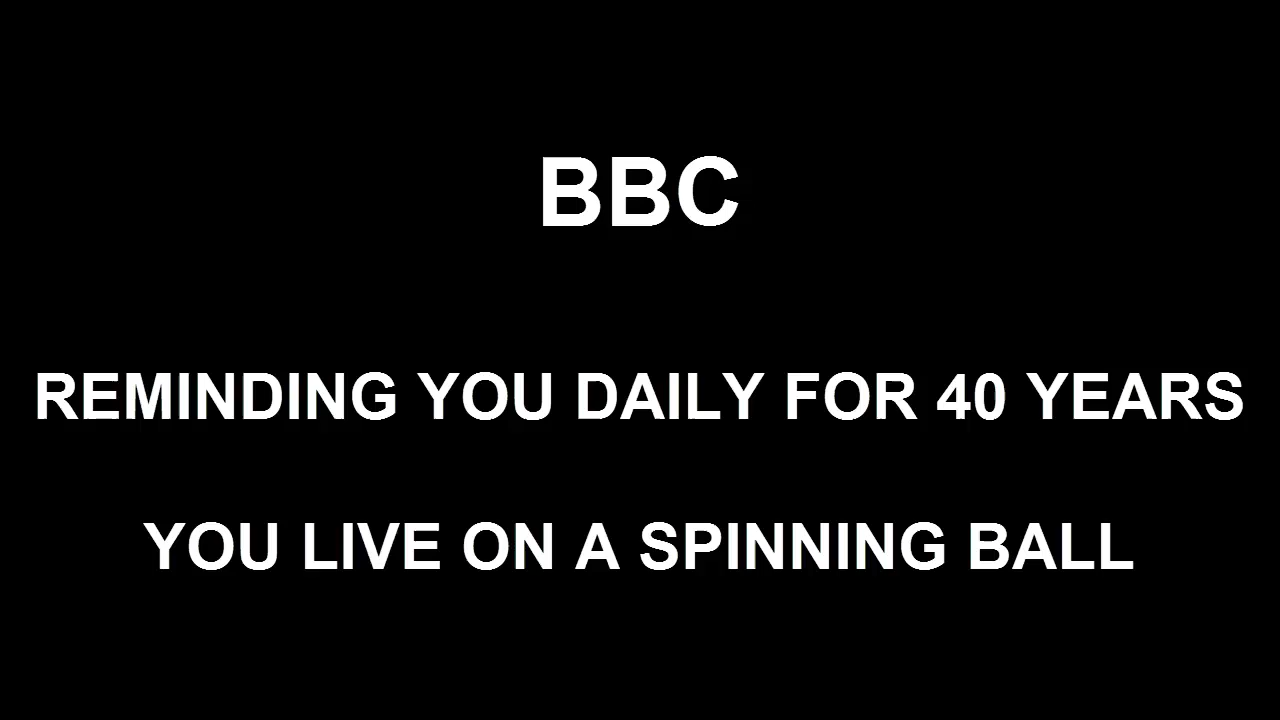 BBC
REMINDING YOU DAILY FOR 40 YEARS
YOU LIVE ON A SPINNING BALL